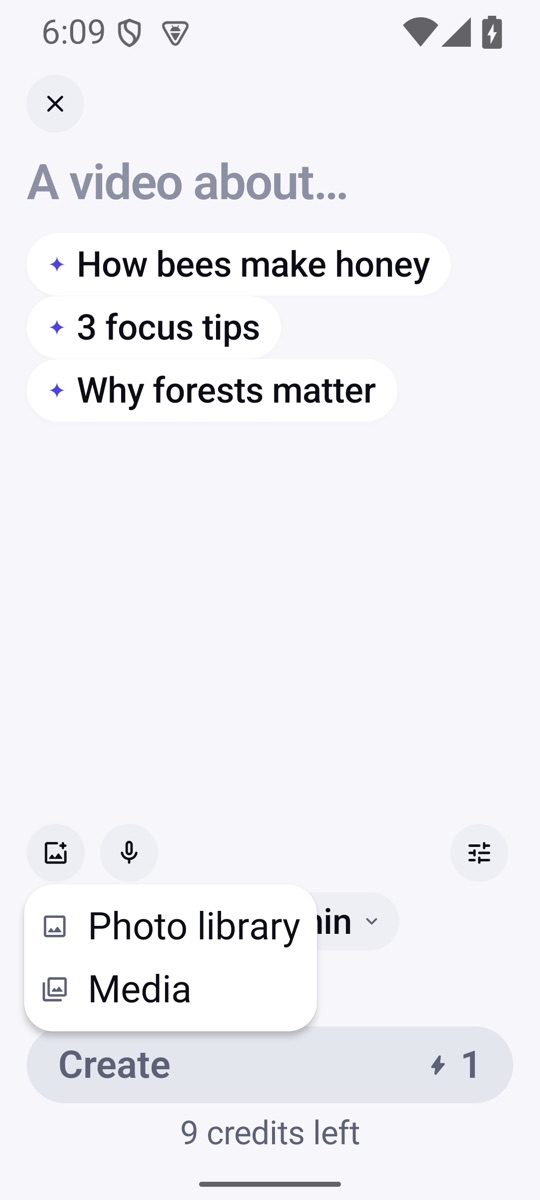 6:09
A video about...
How bees make honey
3 focus tips
Why forests matter
Photo library
Media
Create
1
9 credits left